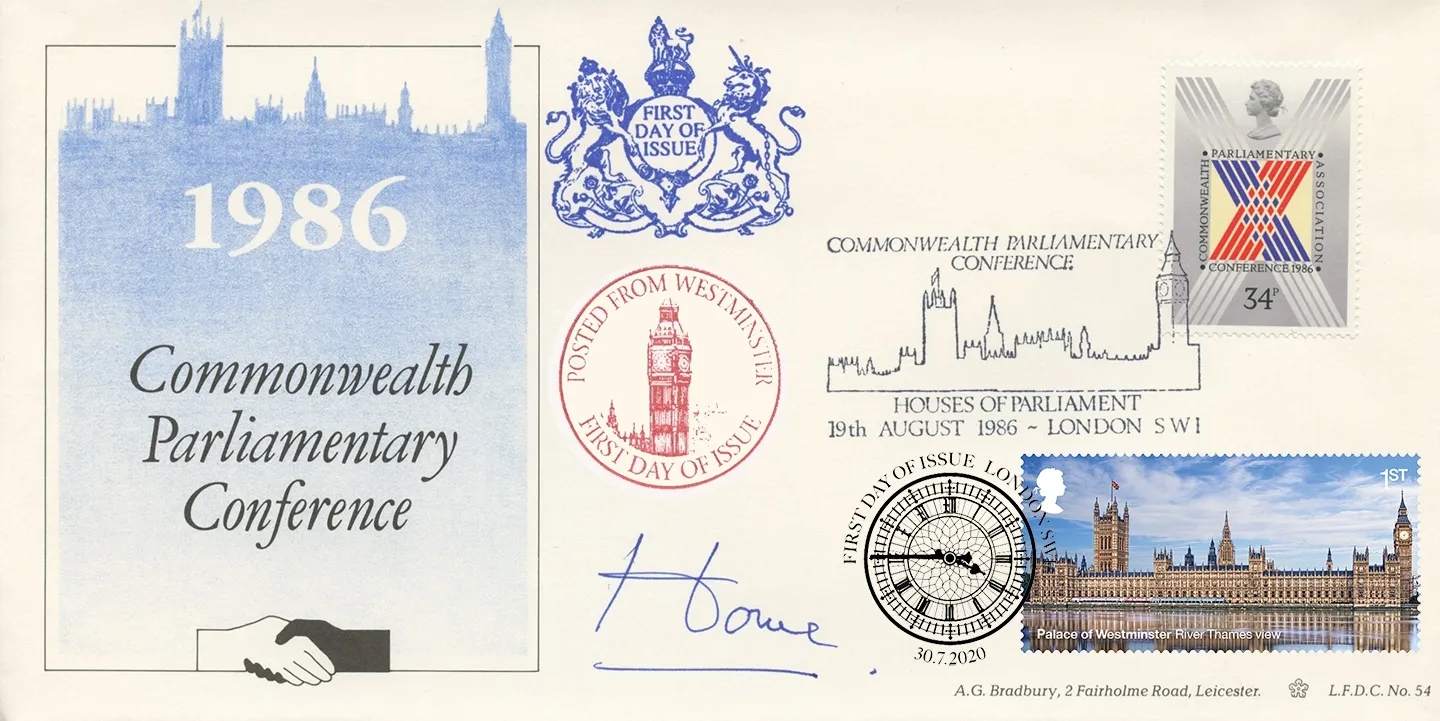 1986
Commonwealth
Parliamentary
Conference
FIRST
DAY OF
ISSUE
POSTED FROM WESTMINSTER
FIRST DAY OF ISSUE
COMMONWEALTH PARLIAMENTARY
CONFERENCE
HOUSES OF PARLIAMENT
19th AUGUST 1986 ~ LONDON SW1
• PARLIAMENTARY •
COMMONWEALTH
ASSOCIATION
• CONFERENCE 1986 •
34P
Howe
FIRST DAY OF ISSUE LONDON SW
30.7.2020
1ST
Palace of Westminster River Thames view
A.G. Bradbury, 2 Fairholme Road, Leicester.
L.F.D.C. No. 54